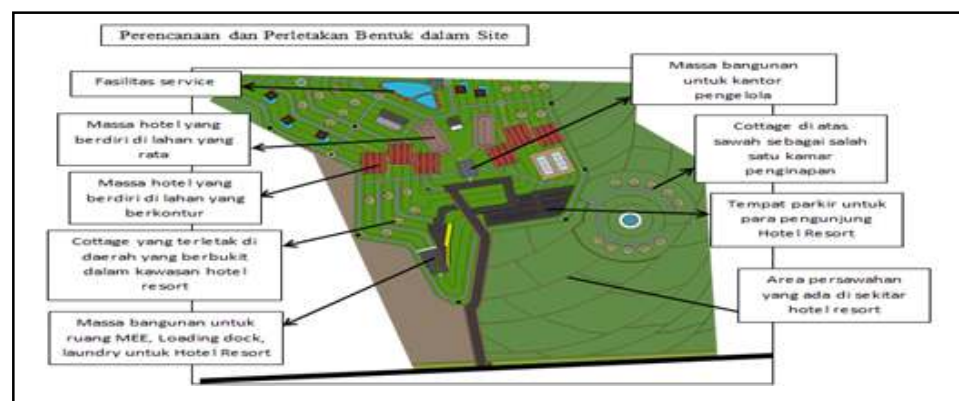 Perencanaan dan Perletakan Bentuk dalam Site
Fasilitas service
Massa hotel yang
berdiri di lahan yang
rata
Massa hotel yang
berdiri di lahan yang
berkontur
Cottage yang terletak di
daerah yang berbukit
dalam kawasan hotel
resort
Massa bangunan untuk
ruang MEE, Loading dock,
laundry untuk Hotel Resort
Massa bangunan
untuk kantor
pengelola
Cottage di atas
sawah sebagai salah
satu kamar
penginapan
Tempat parkir untuk
para pengunjung
Hotel Resort
Area persawahan
yang ada di sekitar
hotel resort